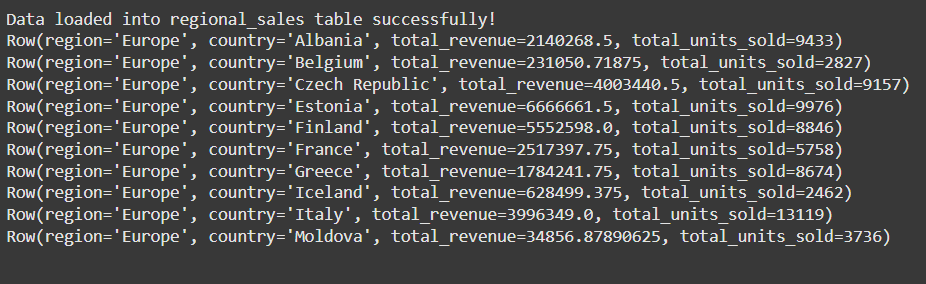 Data loaded into regional_sales table successfully!
Row(region='Europe', country='Albania', total_revenue=2140268.5, total_units_sold=9433)
Row(region='Europe', country='Belgium', total_revenue=231050.71875, total_units_sold=2827)
Row(region='Europe', country='Czech Republic', total_revenue=4003440.5, total_units_sold=9157)
Row(region='Europe', country='Estonia', total_revenue=6666661.5, total_units_sold=9976)
Row(region='Europe', country='Finland', total_revenue=5552598.0, total_units_sold=8846)
Row(region='Europe', country='France', total_revenue=2517397.75, total_units_sold=5758)
Row(region='Europe', country='Greece', total_revenue=1784241.75, total_units_sold=8674)
Row(region='Europe', country='Iceland', total_revenue=628499.375, total_units_sold=2462)
Row(region='Europe', country='Italy', total_revenue=3996349.0, total_units_sold=13119)
Row(region='Europe', country='Moldova', total_revenue=34856.87890625, total_units_sold=3736)